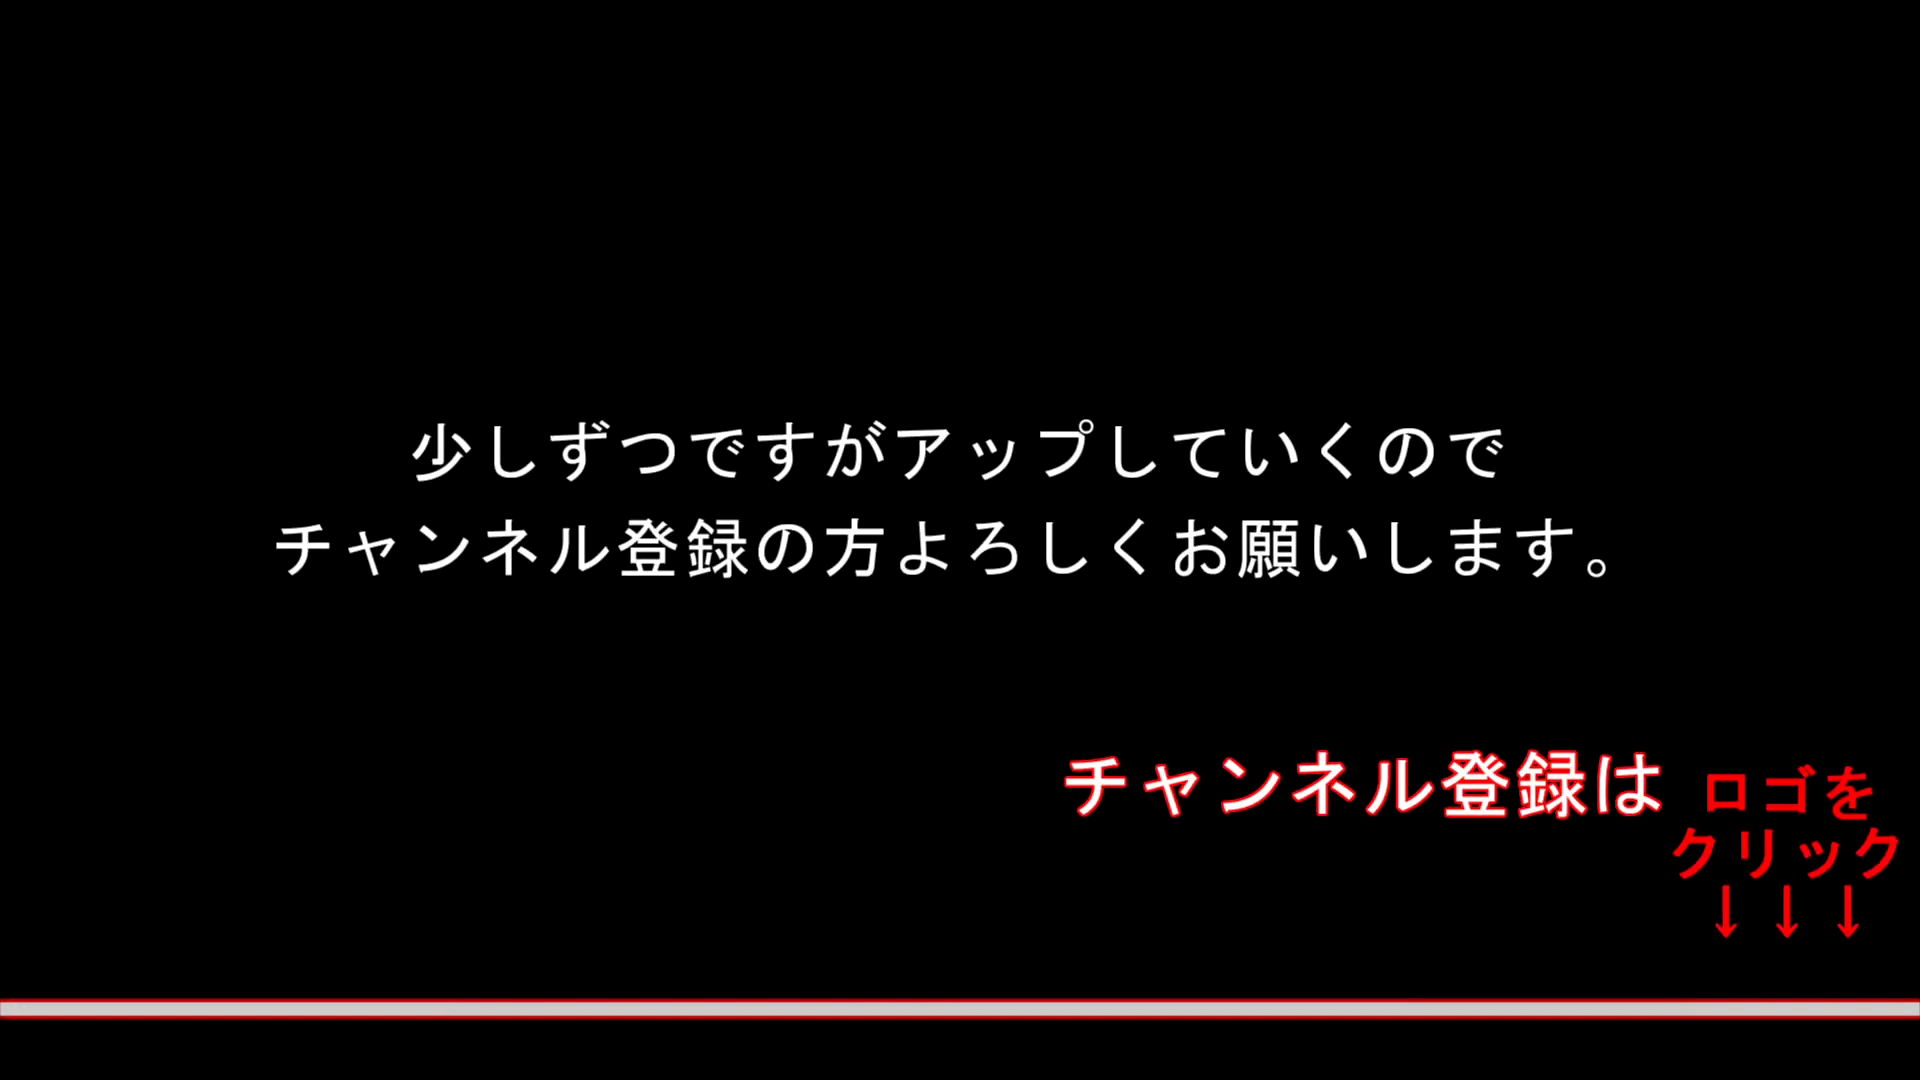 少しずつですがアップしていくので
チャンネル登録の方よろしくお願いします。
チャンネル登録は
ロゴを
クリック
↓↓↓